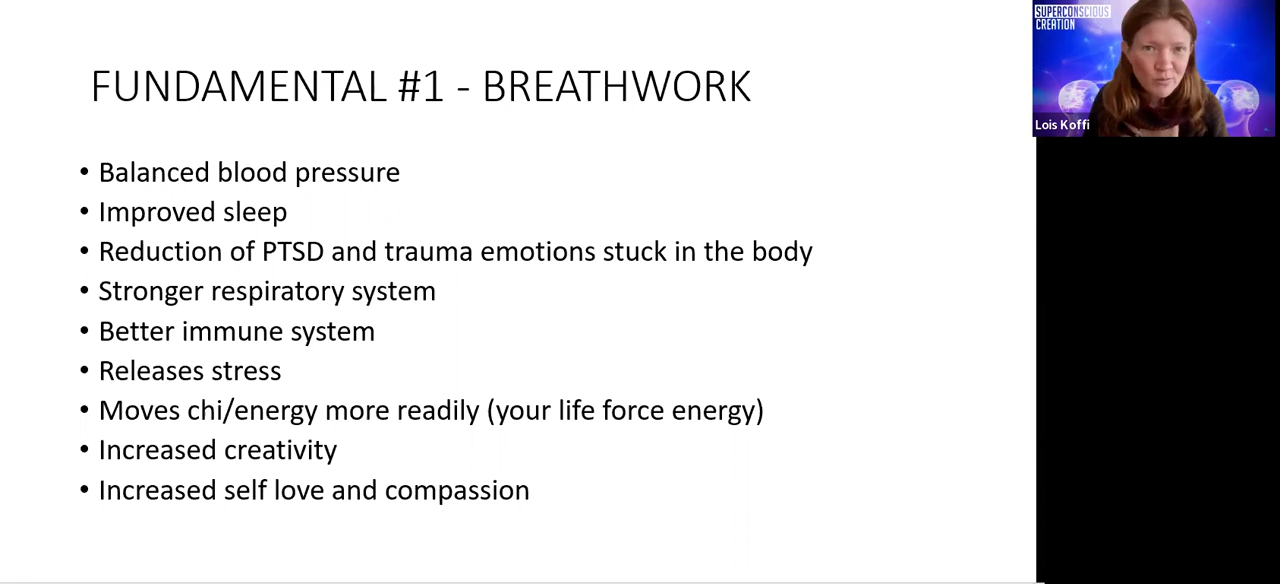 FUNDAMENTAL #1 - BREATHWORK
• Balanced blood pressure
• Improved sleep
• Reduction of PTSD and trauma emotions stuck in the body
• Stronger respiratory system
• Better immune system
• Releases stress
• Moves chi/energy more readily (your life force energy)
• Increased creativity
• Increased self love and compassion
SUPERCONSCIOUS
CREATION
Lois Koffi